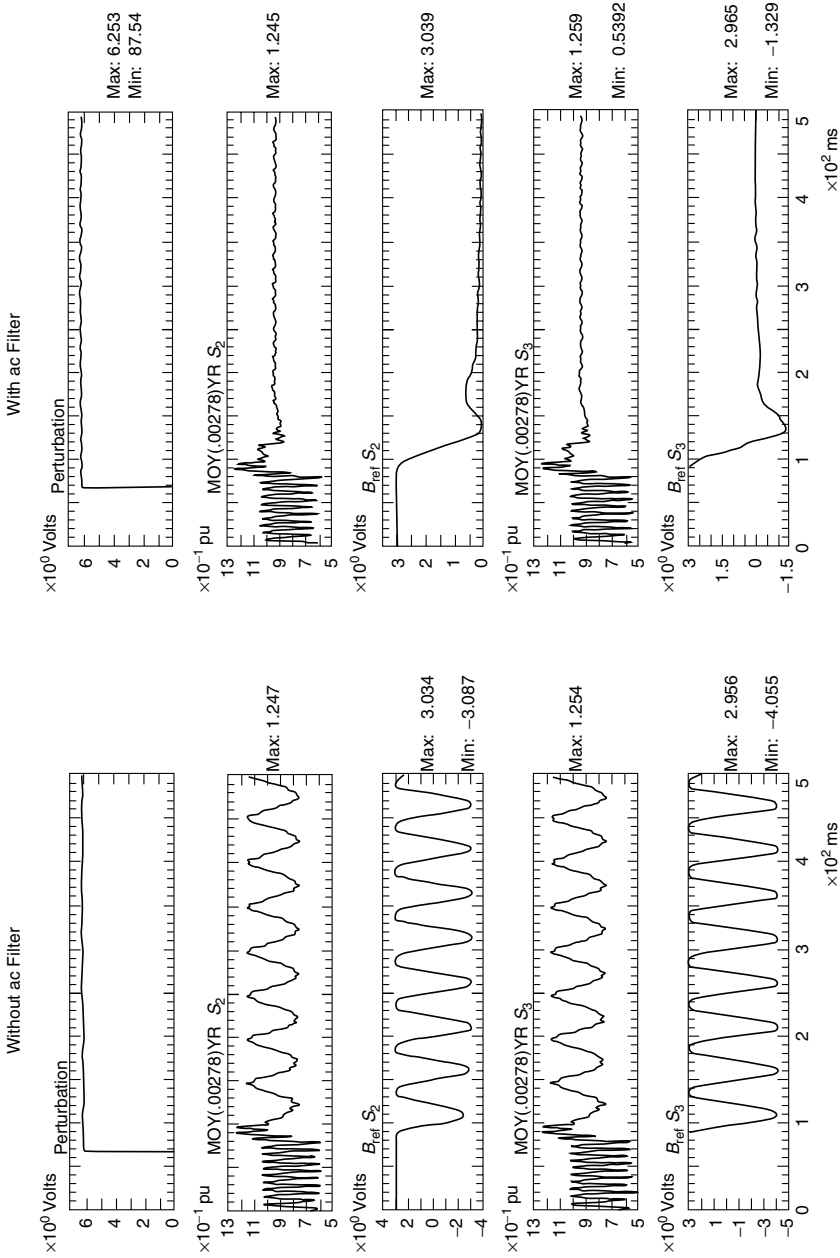 Without ac Filter
×10⁰ Volts Perturbation
6
4
2
0
×10⁻¹ pu MOY(.00278)YR S₂
13
11
9
7
5
Max: 1.247
×10⁰ Volts B_ref S₂
4
2
0
−2
−4
Max: 3.034
Min: −3.087
×10⁻¹ pu MOY(.00278)YR S₃
13
11
9
7
5
Max: 1.254
×10⁰ Volts B_ref S₃
3
1
−1
−3
−5
Max: 2.956
Min: −4.055
0 1 2 3 4 5
×10² ms
With ac Filter
×10⁰ Volts Perturbation
6
4
2
0
Max: 6.253
Min: 87.54
×10⁻¹ pu MOY(.00278)YR S₂
13
11
9
7
5
Max: 1.245
×10⁰ Volts B_ref S₂
3
2
1
0
Max: 3.039
×10⁻¹ pu MOY(.00278)YR S₃
13
11
9
7
5
Max: 1.259
Min: 0.5392
×10⁰ Volts B_ref S₃
3
1.5
0
−1.5
Max: 2.965
Min: −1.329
0 1 2 3 4 5
×10² ms